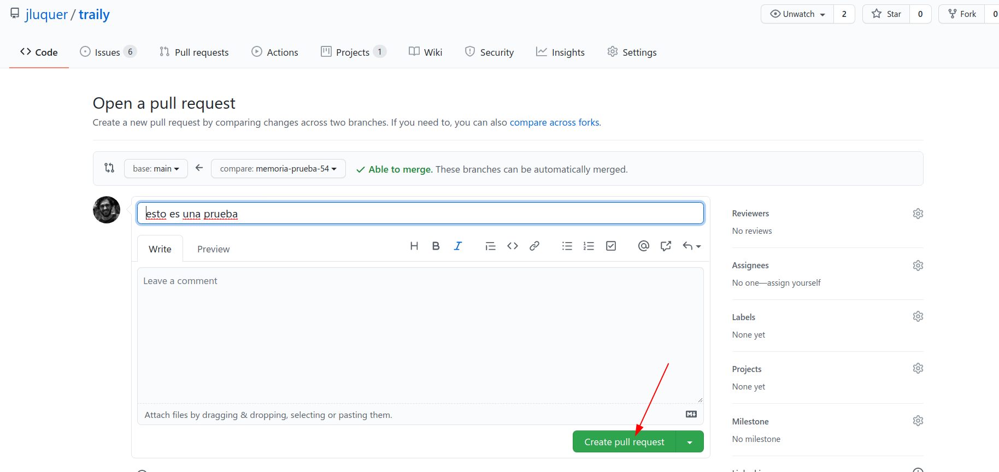 jluquer / traily
Unwatch 2 Star 0 Fork 0
Code Issues 6 Pull requests Actions Projects 1 Wiki Security Insights Settings
Open a pull request
Create a new pull request by comparing changes across two branches. If you need to, you can also compare across forks.
base: main compare: memoria-prueba-54 Able to merge. These branches can be automatically merged.
esto es una prueba
Write Preview
Leave a comment
Attach files by dragging & dropping, selecting or pasting them.
Create pull request
Reviewers
No reviews
Assignees
No one—assign yourself
Labels
None yet
Projects
None yet
Milestone
No milestone